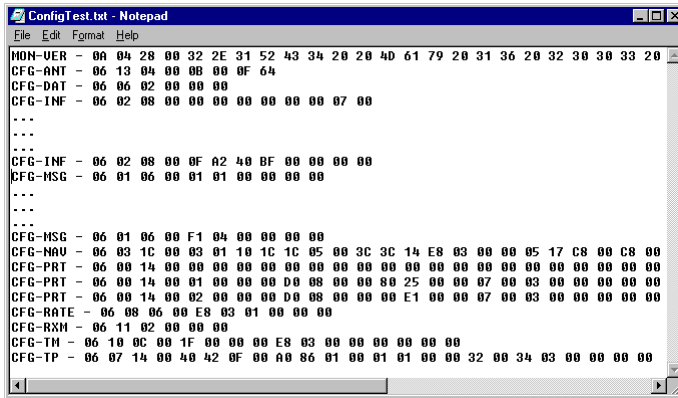 ConfigTest.txt - Notepad
File Edit Format Help
MON-VER - 0A 04 28 00 32 2E 31 52 43 34 20 20 4D 61 79 20 31 36 20 32 30 30 33 20
CFG-ANT - 06 13 04 00 0B 00 0F 64
CFG-DAT - 06 06 02 00 00 00
CFG-INF - 06 02 08 00 00 00 00 00 00 00 07 00
...
...
...
CFG-INF - 06 02 08 00 0F A2 40 BF 00 00 00 00
CFG-MSG - 06 01 06 00 01 01 00 00 00 00
...
...
...
CFG-MSG - 06 01 06 00 F1 04 00 00 00 00
CFG-NAV - 06 03 1C 00 03 01 10 1C 1C 05 00 3C 3C 14 E8 03 00 00 05 17 C8 00 C8 00
CFG-PRT - 06 00 14 00 00 00 00 00 00 00 00 00 00 00 00 00 00 00 00 00 00 00 00 00
CFG-PRT - 06 00 14 00 01 00 00 00 D0 08 00 00 80 25 00 00 07 00 03 00 00 00 00 00
CFG-PRT - 06 00 14 00 02 00 00 00 D0 08 00 00 00 E1 00 00 07 00 03 00 00 00 00 00
CFG-RATE - 06 08 06 00 E8 03 01 00 00 00
CFG-RXM - 06 11 02 00 00 00
CFG-TM - 06 10 0C 00 1F 00 00 00 E8 03 00 00 00 00 00 00
CFG-TP - 06 07 14 00 40 42 0F 00 A0 86 01 00 01 01 00 00 32 00 34 03 00 00 00 00